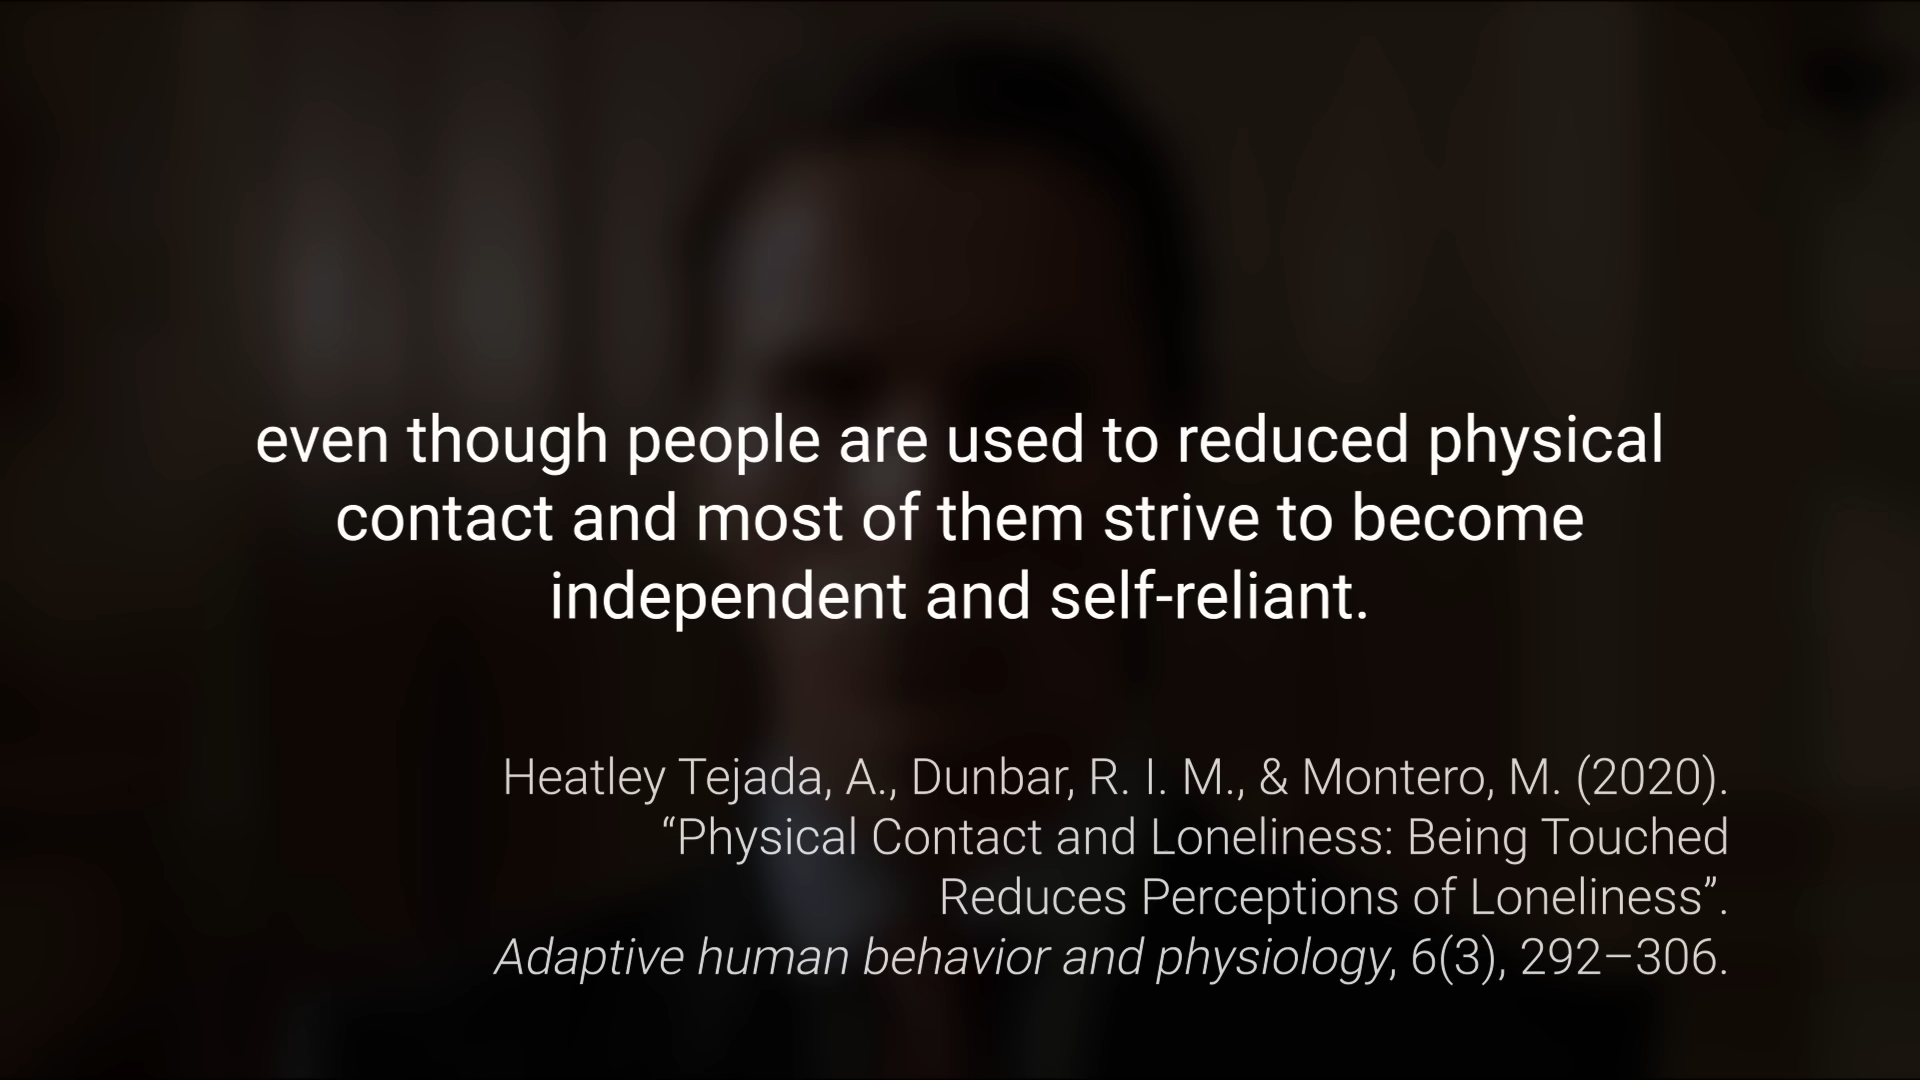 even though people are used to reduced physical
contact and most of them strive to become
independent and self-reliant.
Heatley Tejada, A., Dunbar, R. I. M., & Montero, M. (2020).
“Physical Contact and Loneliness: Being Touched
Reduces Perceptions of Loneliness”.
Adaptive human behavior and physiology, 6(3), 292–306.